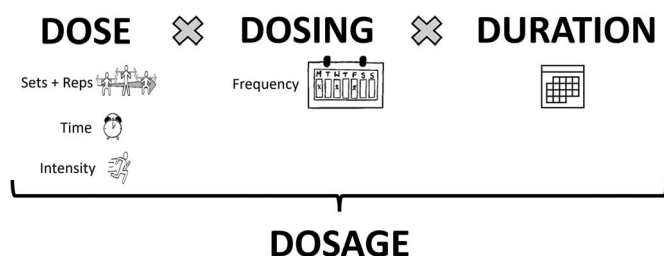 DOSE DOSING DURATION
Sets + Reps
Frequency
M T W T F S S
X X X
Time
Intensity
DOSAGE